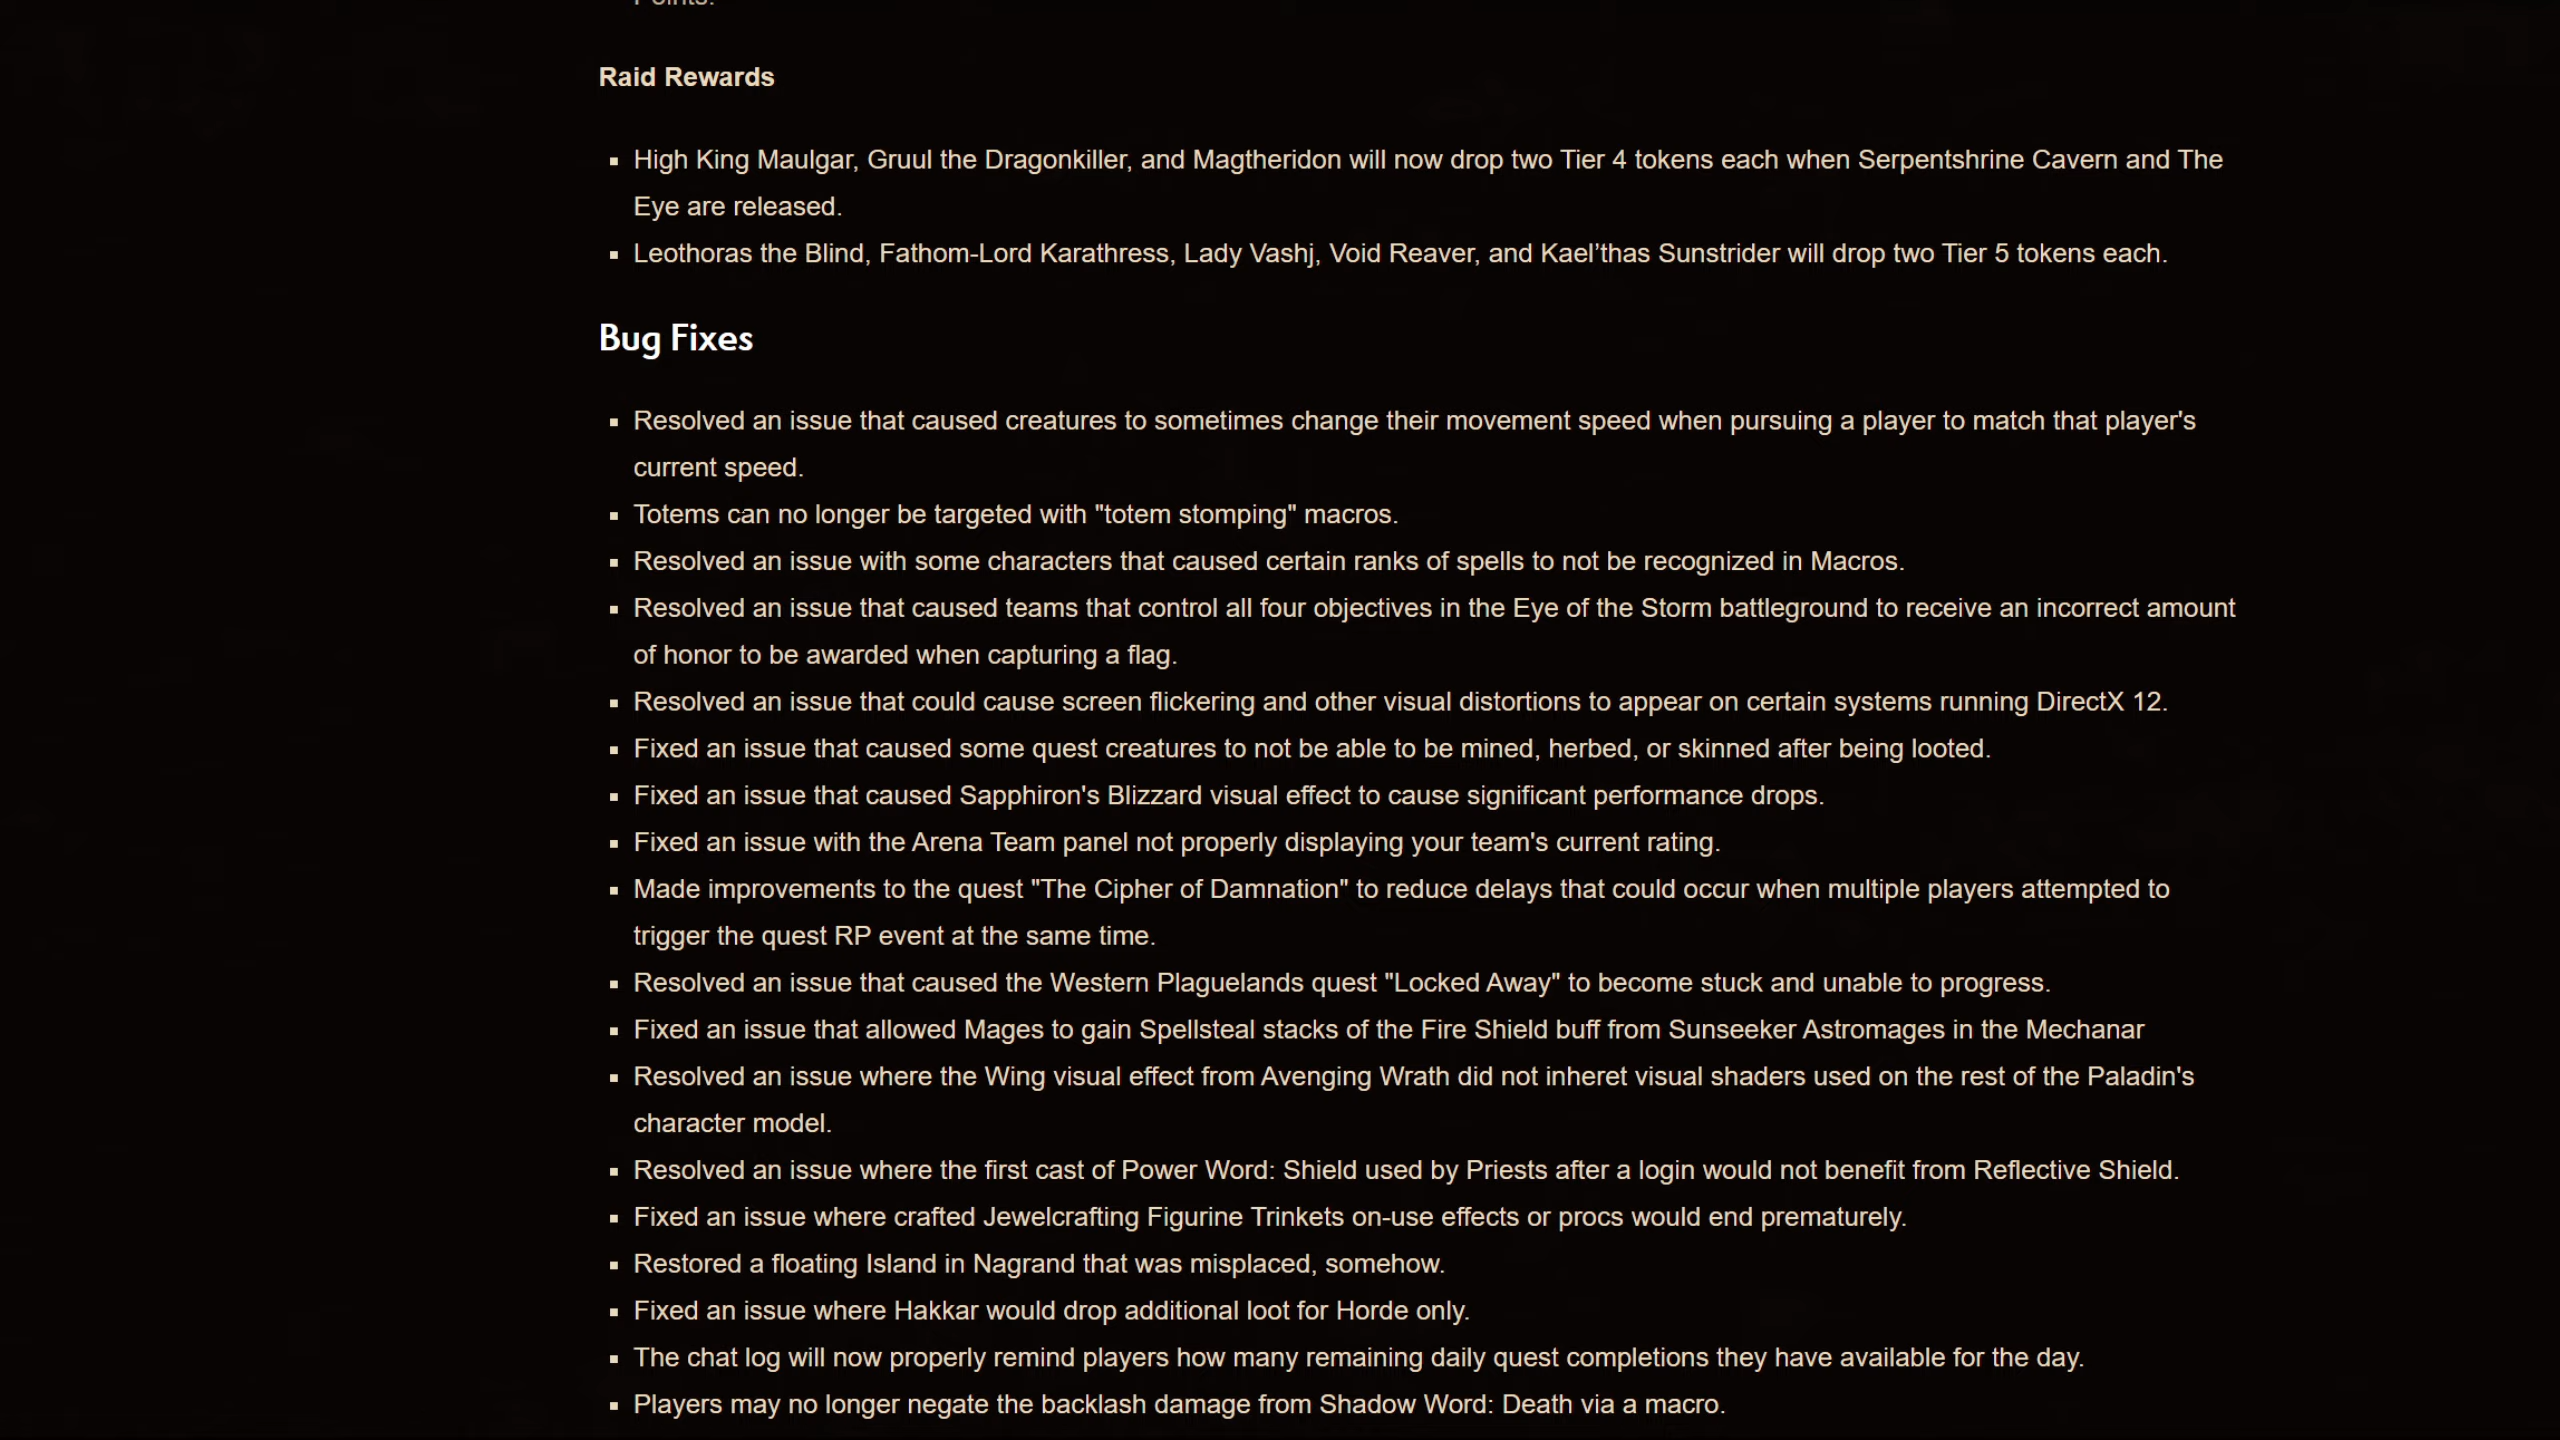 Points.
Raid Rewards
High King Maulgar, Gruul the Dragonkiller, and Magtheridon will now drop two Tier 4 tokens each when Serpentshrine Cavern and The
Eye are released.
Leothoras the Blind, Fathom-Lord Karathress, Lady Vashj, Void Reaver, and Kael’thas Sunstrider will drop two Tier 5 tokens each.
Bug Fixes
Resolved an issue that caused creatures to sometimes change their movement speed when pursuing a player to match that player's
current speed.
Totems can no longer be targeted with "totem stomping" macros.
Resolved an issue with some characters that caused certain ranks of spells to not be recognized in Macros.
Resolved an issue that caused teams that control all four objectives in the Eye of the Storm battleground to receive an incorrect amount
of honor to be awarded when capturing a flag.
Resolved an issue that could cause screen flickering and other visual distortions to appear on certain systems running DirectX 12.
Fixed an issue that caused some quest creatures to not be able to be mined, herbed, or skinned after being looted.
Fixed an issue that caused Sapphiron's Blizzard visual effect to cause significant performance drops.
Fixed an issue with the Arena Team panel not properly displaying your team's current rating.
Made improvements to the quest "The Cipher of Damnation" to reduce delays that could occur when multiple players attempted to
trigger the quest RP event at the same time.
Resolved an issue that caused the Western Plaguelands quest "Locked Away" to become stuck and unable to progress.
Fixed an issue that allowed Mages to gain Spellsteal stacks of the Fire Shield buff from Sunseeker Astromages in the Mechanar
Resolved an issue where the Wing visual effect from Avenging Wrath did not inheret visual shaders used on the rest of the Paladin's
character model.
Resolved an issue where the first cast of Power Word: Shield used by Priests after a login would not benefit from Reflective Shield.
Fixed an issue where crafted Jewelcrafting Figurine Trinkets on-use effects or procs would end prematurely.
Restored a floating Island in Nagrand that was misplaced, somehow.
Fixed an issue where Hakkar would drop additional loot for Horde only.
The chat log will now properly remind players how many remaining daily quest completions they have available for the day.
Players may no longer negate the backlash damage from Shadow Word: Death via a macro.